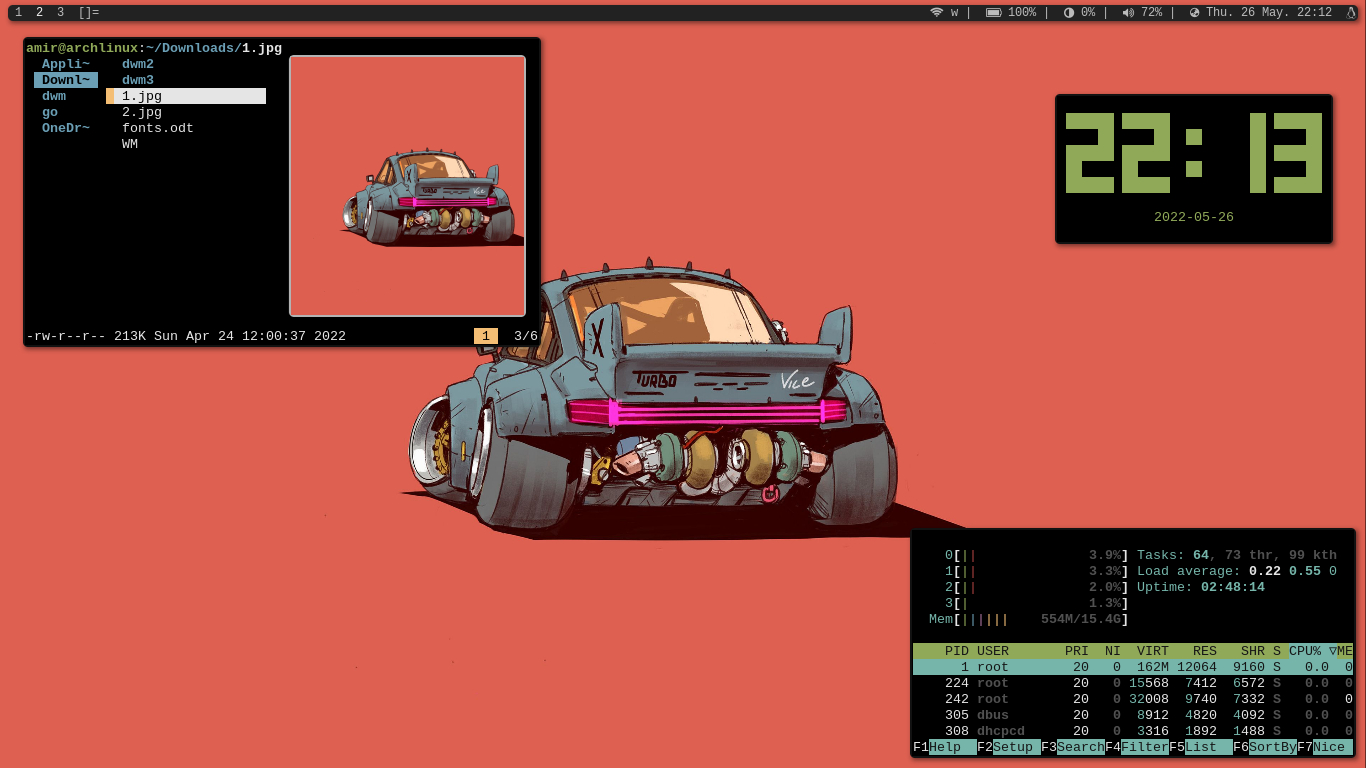 1 2 3 []= w | 100% | 0% | 72% | Thu. 26 May. 22:12
amir@archlinux:~/Downloads/1.jpg
Appli~ dwm2
Downl~ dwm3
dwm 1.jpg
go 2.jpg
OneDr~ fonts.odt
WM
-rw-r--r-- 213K Sun Apr 24 12:00:37 2022 1 3/6
22:13
2022-05-26
X
TURBO
Vice
X
TURBO
Vice
0[|| 3.9%] Tasks: 64, 73 thr, 99 kth
1[|| 3.3%] Load average: 0.22 0.55 0
2[|| 2.0%] Uptime: 02:48:14
3[| 1.3%]
Mem[|||||| 554M/15.4G]
PID USER PRI NI VIRT RES SHR S CPU% ▽ME
1 root 20 0 162M 12064 9160 S 0.0 0
224 root 20 0 15568 7412 6572 S 0.0 0
242 root 20 0 32008 9740 7332 S 0.0 0
305 dbus 20 0 8912 4820 4092 S 0.0 0
308 dhcpcd 20 0 3316 1892 1488 S 0.0 0
F1Help F2Setup F3SearchF4FilterF5List F6SortByF7Nice